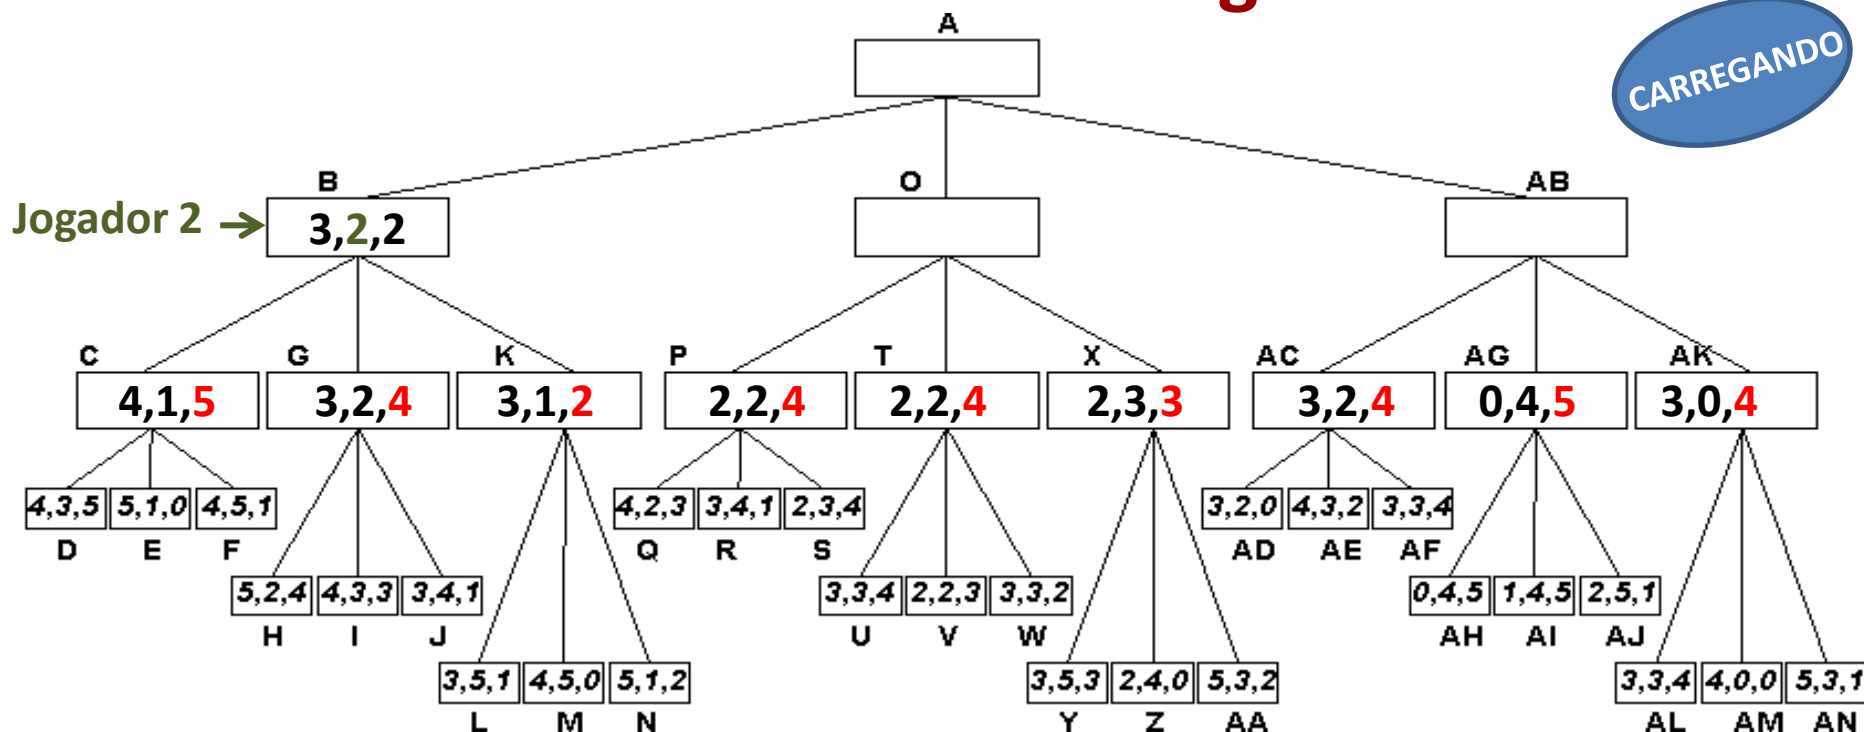 g
A
CARREGANDO
B O AB
Jogador 2
3,2,2
C G K P T X AC AG AK
4,1,5 3,2,4 3,1,2 2,2,4 2,2,4 2,3,3 3,2,4 0,4,5 3,0,4
4,3,5 5,1,0 4,5,1 4,2,3 3,4,1 2,3,4 3,2,0 4,3,2 3,3,4
D E F Q R S AD AE AF
5,2,4 4,3,3 3,4,1 3,3,4 2,2,3 3,3,2 0,4,5 1,4,5 2,5,1
H I J U V W AH AI AJ
3,5,1 4,5,0 5,1,2 3,5,3 2,4,0 5,3,2 3,3,4 4,0,0 5,3,1
L M N Y Z AA AL AM AN